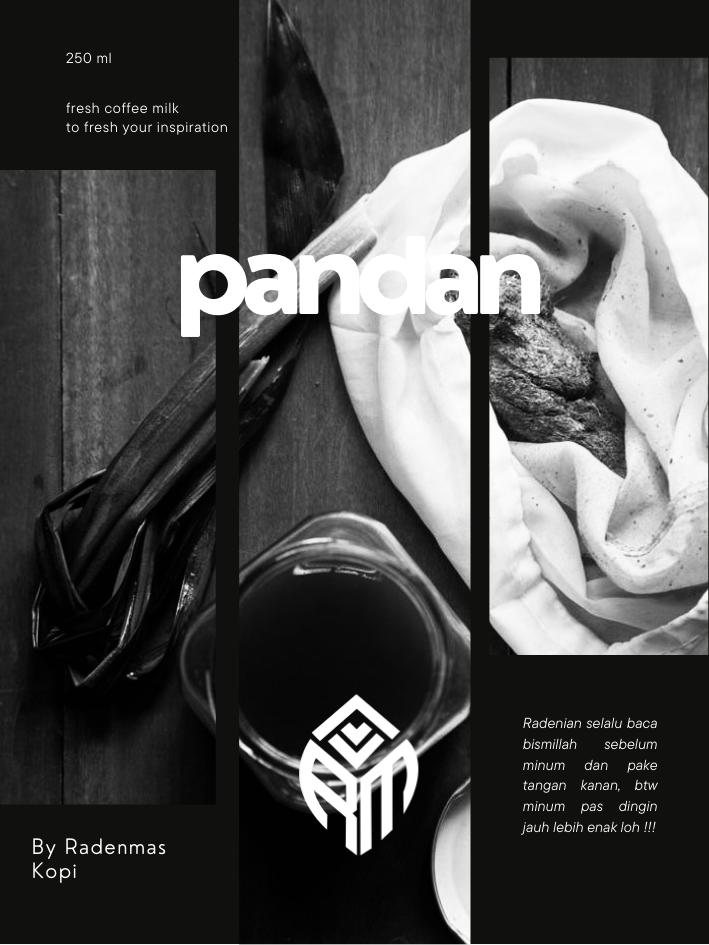 250 ml
fresh coffee milk
to fresh your inspiration
pandan
RM
Radenian selalu baca
bismillah sebelum
minum dan pake
tangan kanan, btw
minum pas dingin
jauh lebih enak loh !!!
By Radenmas
Kopi